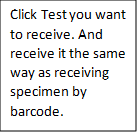 Click Test you want
to receive. And
receive it the same
way as receiving
specimen by
barcode.